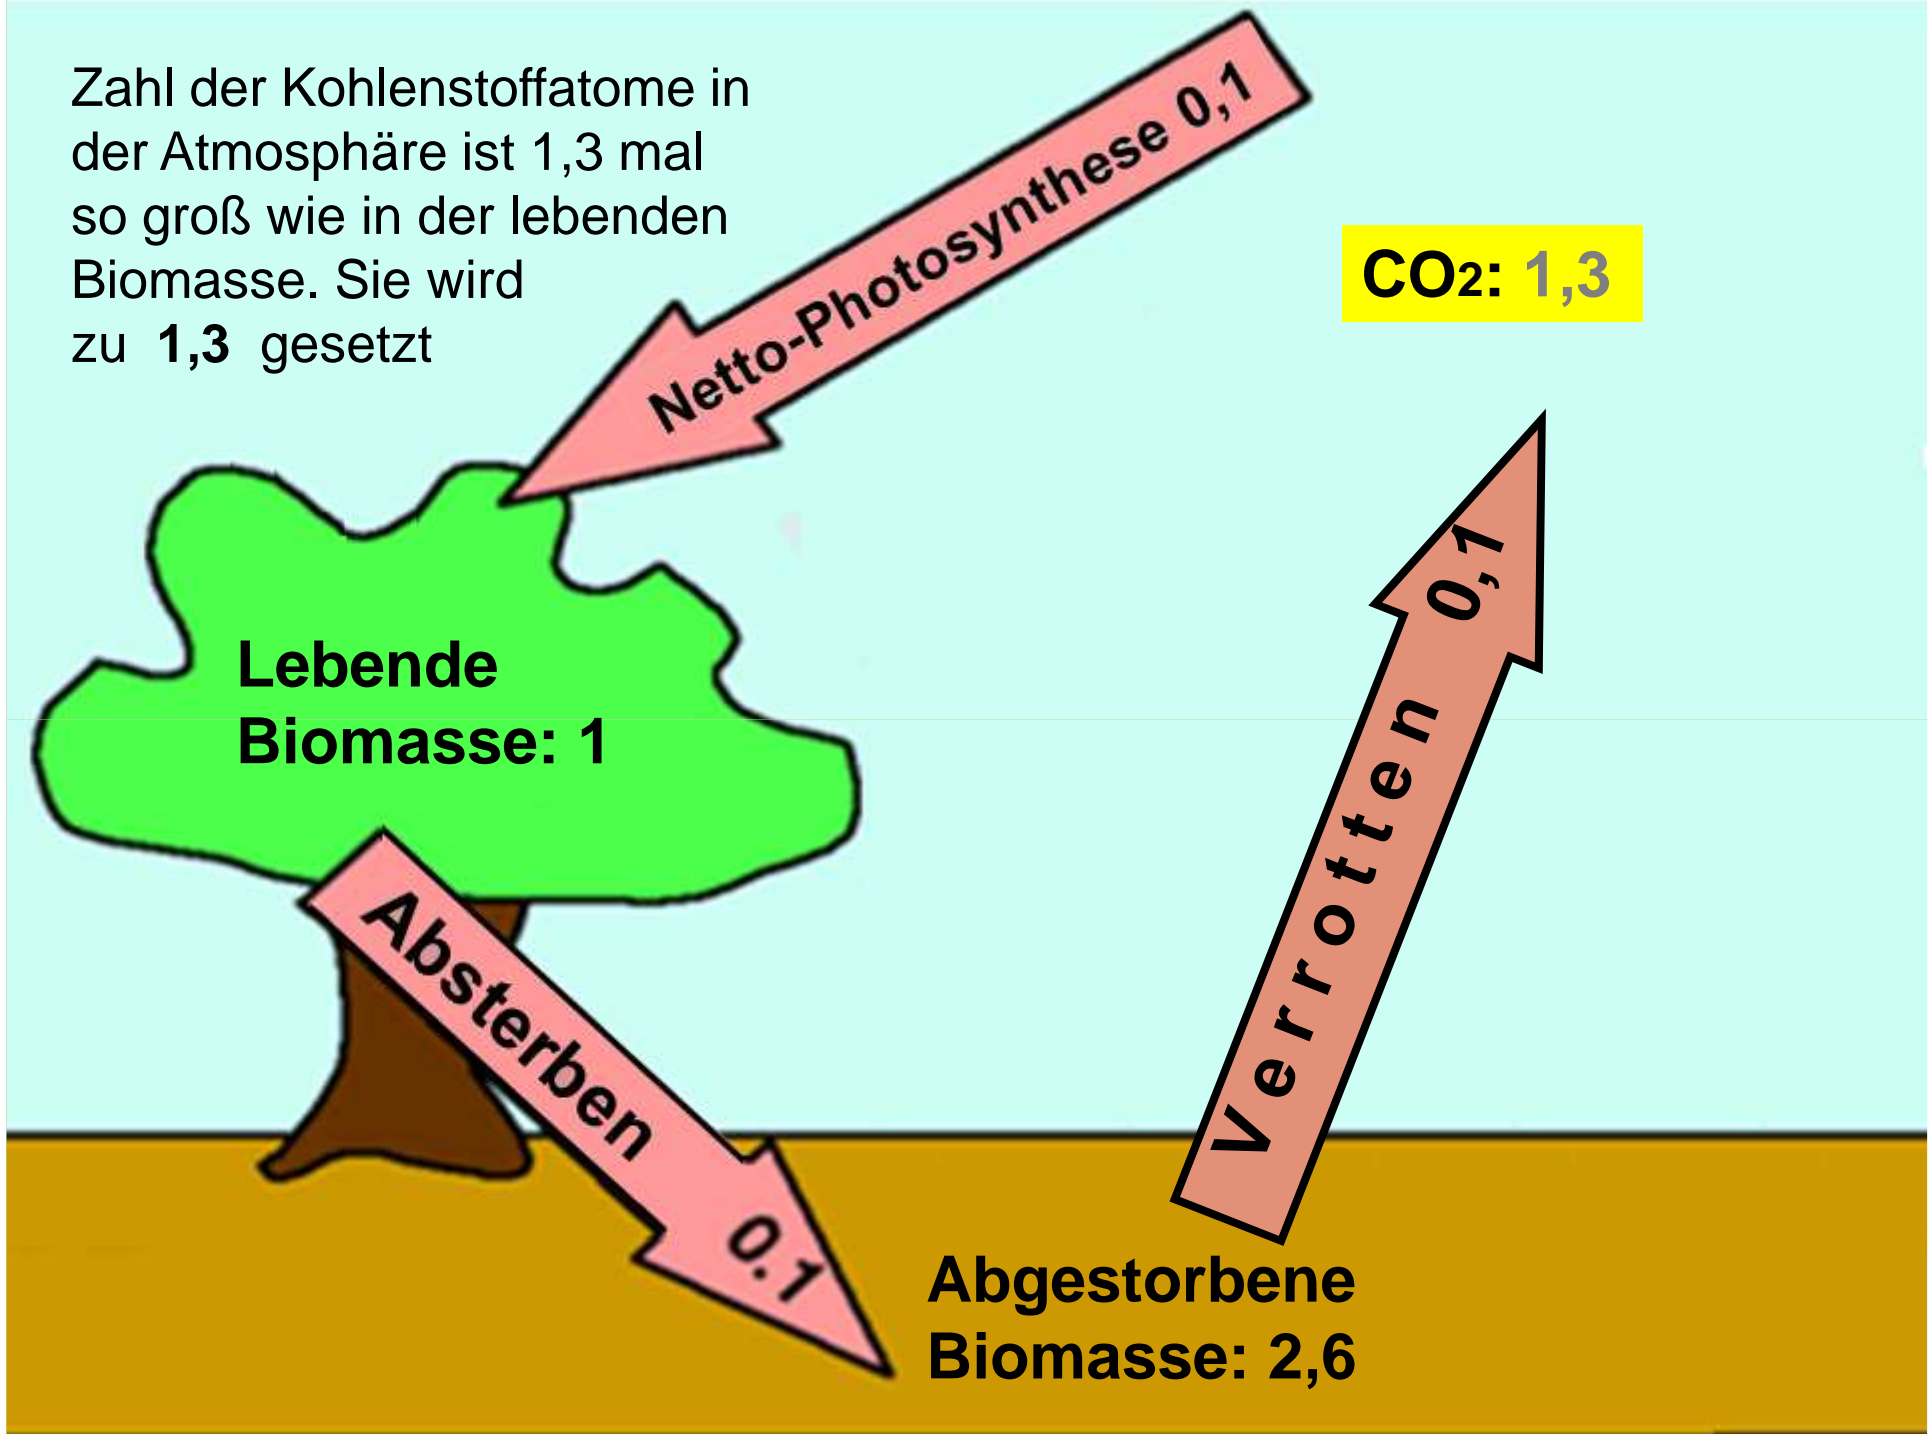 Zahl der Kohlenstoffatome in
der Atmosphäre ist 1,3 mal
so groß wie in der lebenden
Biomasse. Sie wird
zu 1,3 gesetzt
Netto-Photosynthese 0,1
CO2: 1,3
Lebende
Biomasse: 1
Absterben 0.1
Verrotten 0,1
Abgestorbene
Biomasse: 2,6